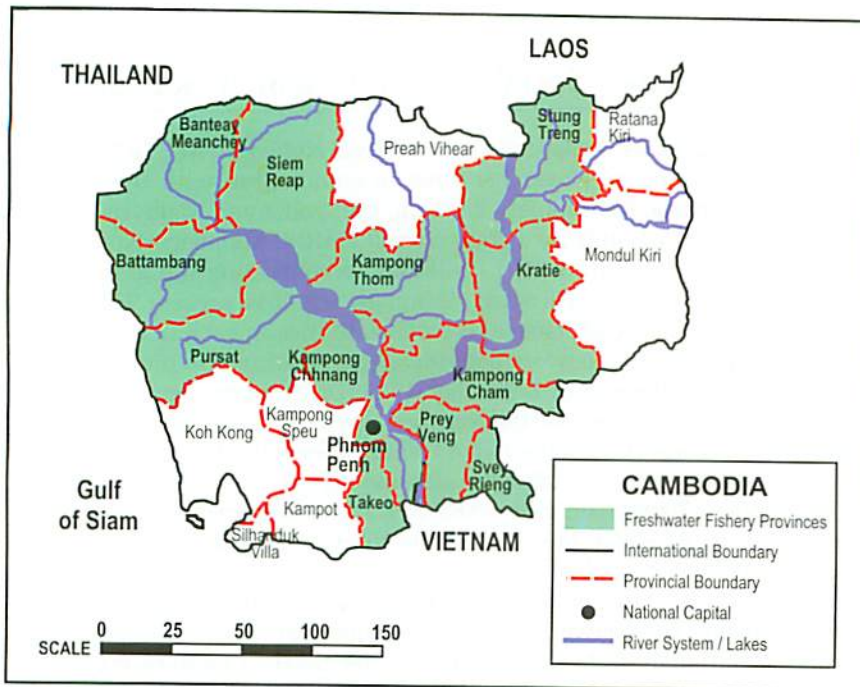 LAOS
THAILAND
Banteay
Meanchey
Siem
Reap
Preah Vihear
Stung
Treng
Ratana
Kiri
Battambang
Kampong
Thom
Kratie
Mondul Kiri
Pursat
Kampong
Chhnang
Kampong
Cham
Koh Kong
Kampong
Speu
Phnom
Penh
Prey
Veng
Svey
Rieng
Takeo
Kampot
Silhanduk
Villa
Gulf
of Siam
VIETNAM
CAMBODIA
Freshwater Fishery Provinces
International Boundary
Provincial Boundary
National Capital
River System / Lakes
0 25 50 100 150
SCALE